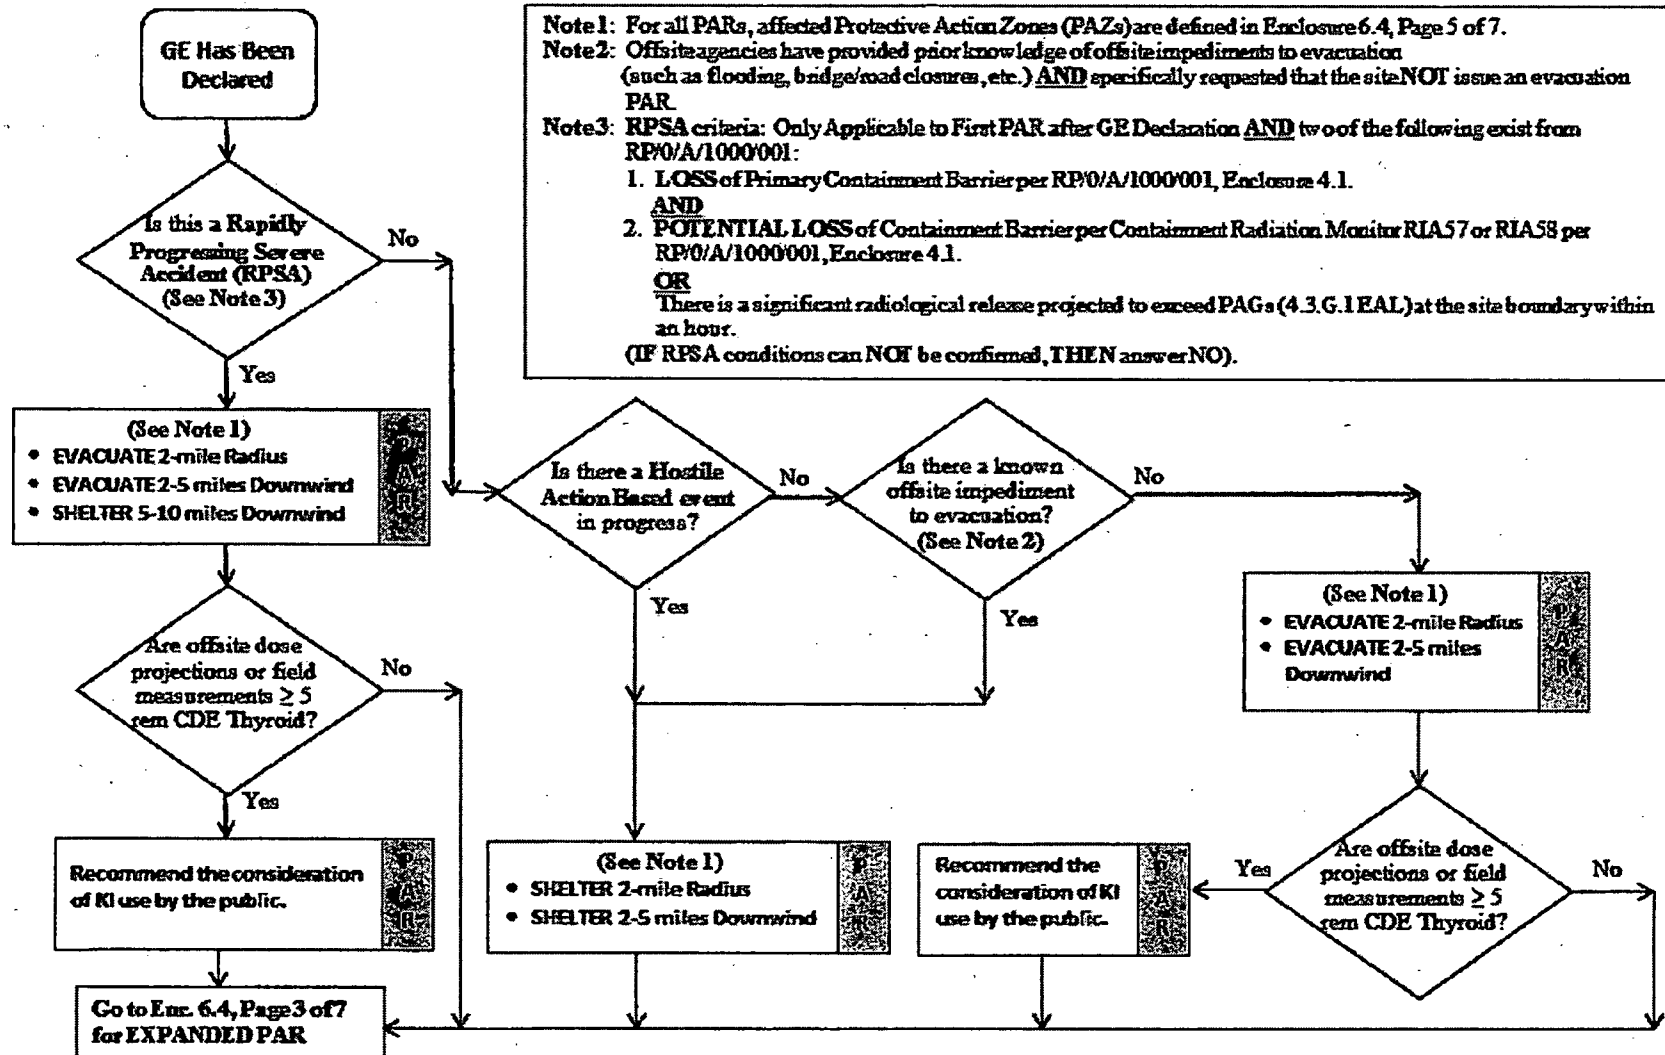 GE Has Been
Declared
Note1: For all PARs, affected Protective Action Zones (PAZs) are defined in Enclosure 6.4, Page 5 of 7.
Note2: Offsite agencies have provided prior knowledge of offsite impediments to evacuation
(such as flooding, bridge/road closures, etc.) AND specifically requested that the site NOT issue an evacuation
PAR.
Note3: RPSA criteria: Only Applicable to First PAR after GE Declaration AND two of the following exist from
RP/0/A/1000/001:
1. LOSS of Primary Containment Barrier per RP/0/A/1000/001, Enclosure 4.1.
AND
2. POTENTIAL LOSS of Containment Barrier per Containment Radiation Monitor RIA57 or RIA58 per
RP/0/A/1000/001, Enclosure 4.1.
OR
There is a significant radiological release projected to exceed PAGs (4.3.G.1 EAL) at the site boundary within
an hour.
(IF RPSA conditions can NOT be confirmed, THEN answer NO).
Is this a Rapidly
Progressing Severe
Accident (RPSA)
(See Note 3)
No
Yes
(See Note 1)
• EVACUATE 2-mile Radius
• EVACUATE 2-5 miles Downwind
• SHELTER 5-10 miles Downwind
PAR
Is there a Hostile
Action Based event
in progress?
No
Yes
Is there a known
offsite impediment
to evacuation?
(See Note 2)
No
Yes
(See Note 1)
• EVACUATE 2-mile Radius
• EVACUATE 2-5 miles
Downwind
PAR
Are offsite dose
projections or field
measurements ≥ 5
rem CDE Thyroid?
No
Yes
Recommend the consideration
of KI use by the public.
PAR
(See Note 1)
• SHELTER 2-mile Radius
• SHELTER 2-5 miles Downwind
PAR
Recommend the
consideration of KI
use by the public.
PAR
Yes
Are offsite dose
projections or field
measurements ≥ 5
rem CDE Thyroid?
No
Go to Enc. 6.4, Page 3 of 7
for EXPANDED PAR